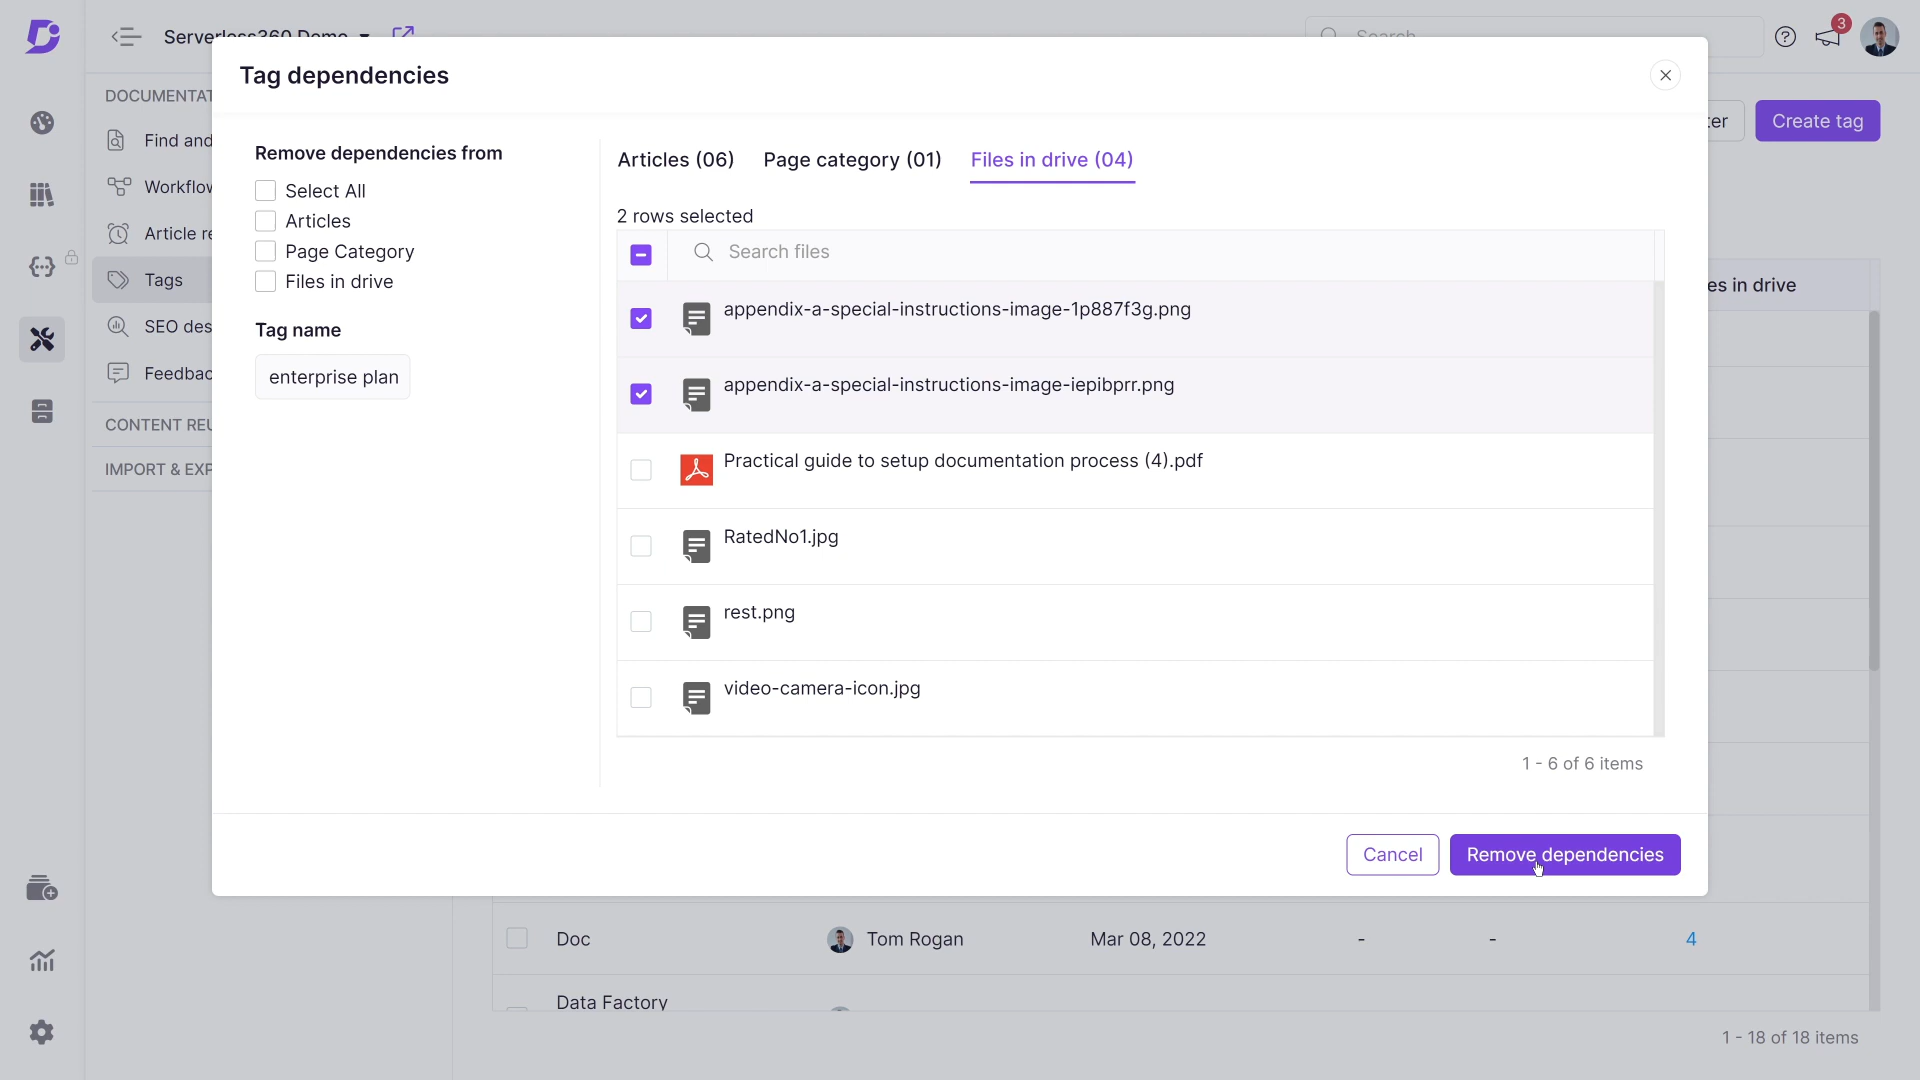 Serverless360 Demo
Search
3
DOCUMENTAT
Find and
Workflow
Article re
Tags
SEO des
Feedbac
CONTENT REU
IMPORT & EXP
ter
Create tag
es in drive
Tag dependencies
Remove dependencies from
Select All
Articles
Page Category
Files in drive
Tag name
enterprise plan
Articles (06)
Page category (01)
Files in drive (04)
2 rows selected
Search files
appendix-a-special-instructions-image-1p887f3g.png
appendix-a-special-instructions-image-iepibprr.png
Practical guide to setup documentation process (4).pdf
RatedNo1.jpg
rest.png
video-camera-icon.jpg
1 - 6 of 6 items
Cancel
Remove dependencies
Doc
Tom Rogan
Mar 08, 2022
-
-
4
Data Factory
1 - 18 of 18 items